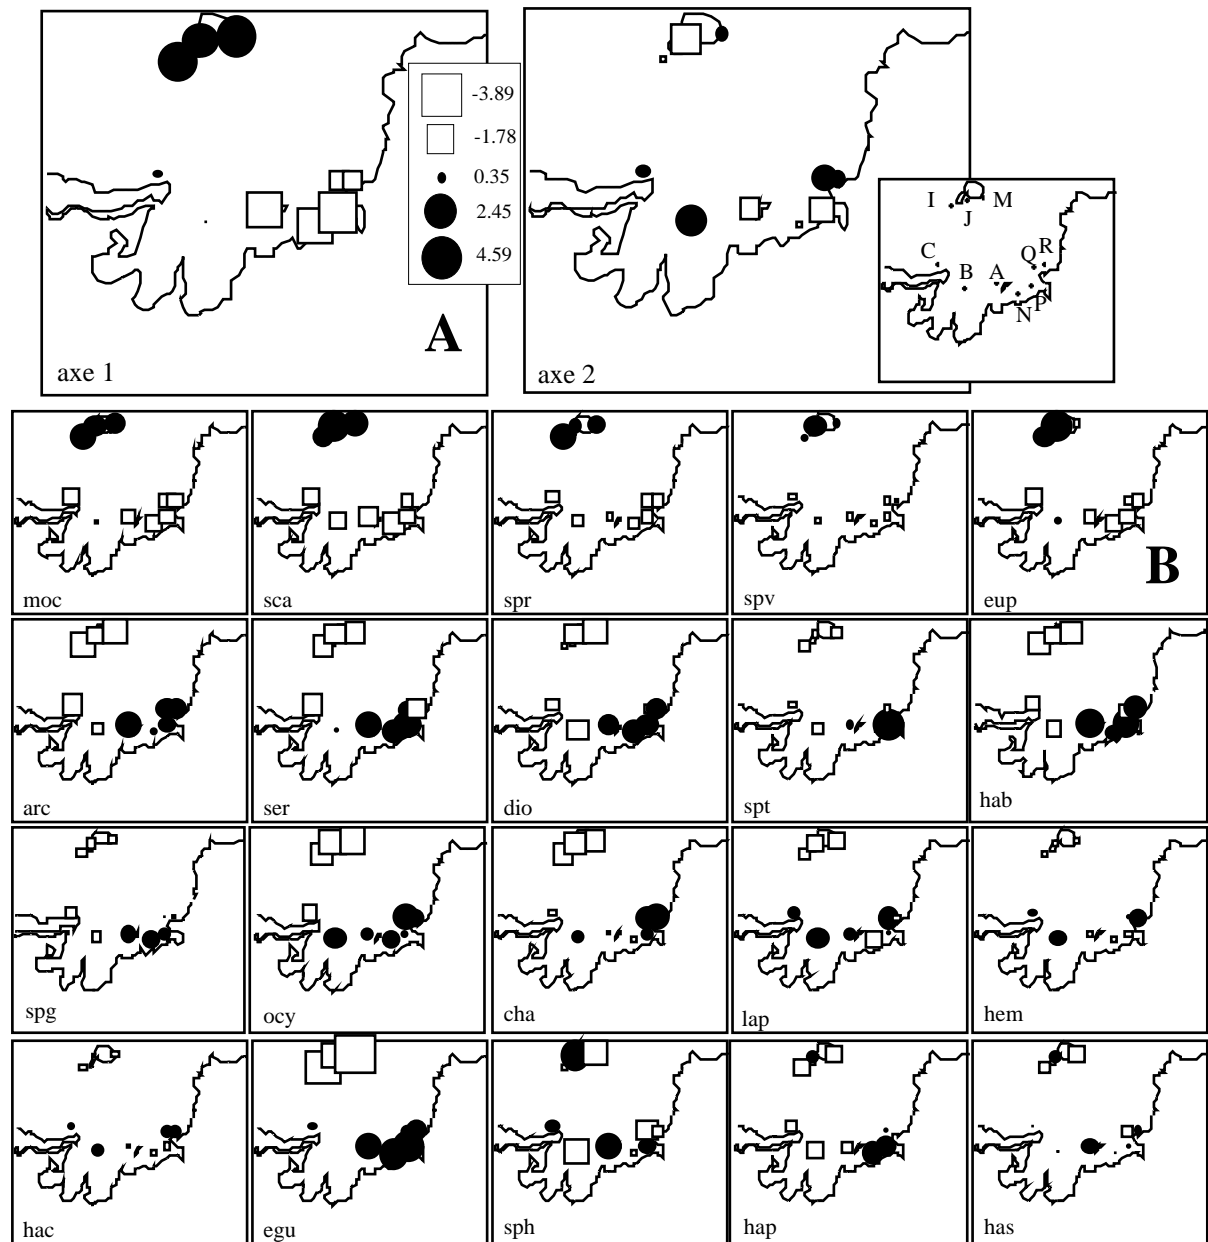 -3.89
-1.78
0.35
2.45
4.59
A
axe 1
axe 2
I
J
M
C
B
A
Q
R
N
P
moc
sca
spr
spv
eup
B
arc
ser
dio
spt
hab
spg
ocy
cha
lap
hem
hac
egu
sph
hap
has